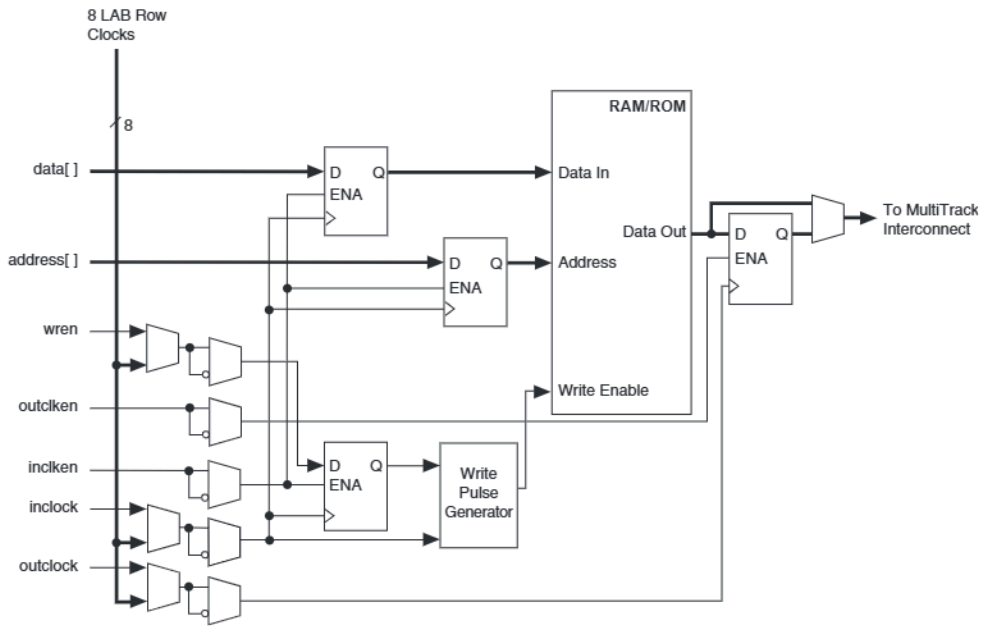 8 LAB Row
Clocks
8
RAM/ROM
data[ ]
D Q
ENA
Data In
To MultiTrack
Interconnect
Data Out
D Q
ENA
address[ ]
D Q
ENA
Address
wren
Write Enable
outclken
inclken
D Q
ENA
Write
Pulse
Generator
inclock
outclock